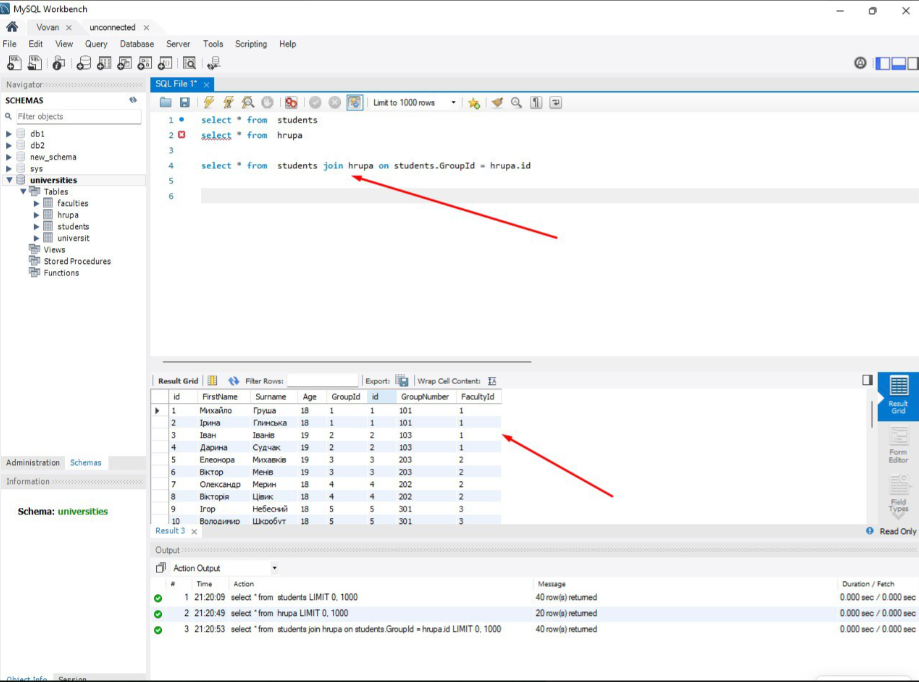 MySQL Workbench
Vovan × unconnected ×
File Edit View Query Database Server Tools Scripting Help
Navigator
SQL File 1* ×
SCHEMAS
Filter objects
Limit to 1000 rows
db1
db2
new_schema
sys
universities
Tables
faculties
hrupa
students
universit
Views
Stored Procedures
Functions
1 select * from students
2 select * from hrupa
3
4 select * from students join hrupa on students.GroupId = hrupa.id
5
6
Result Grid Filter Rows: Export: Wrap Cell Content:
id FirstName Surname Age GroupId id GroupNumber FacultyId
1 Михайло Груша 18 1 1 101 1
2 Ірина Глинська 18 1 1 101 1
3 Іван Іванів 19 2 2 103 1
4 Дарина Судчак 19 2 2 103 1
5 Елеонора Михавків 19 3 3 203 2
6 Віктор Менів 19 3 3 203 2
7 Олександр Мерин 18 4 4 202 2
8 Вікторія Цівик 18 4 4 202 2
9 Ігор Небесний 18 5 5 301 3
10 Володимир Шкробут 18 5 5 301 3
Result Grid
Form Editor
Field Types
Administration Schemas
Information
Schema: universities
Result 3 ×
Read Only
Output
Action Output
# Time Action Message Duration / Fetch
1 21:20:09 select * from students LIMIT 0, 1000 40 row(s) returned 0.000 sec / 0.000 sec
2 21:20:49 select * from hrupa LIMIT 0, 1000 20 row(s) returned 0.000 sec / 0.000 sec
3 21:20:53 select * from students join hrupa on students.GroupId = hrupa.id LIMIT 0, 1000 40 row(s) returned 0.000 sec / 0.000 sec
Object Info Session